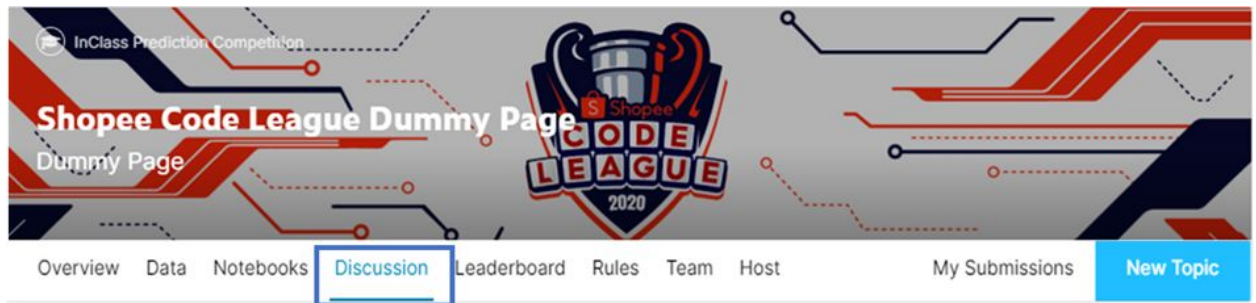 InClass Prediction Competition
Shopee Code League Dummy Page
Dummy Page
S Shopee
CODE
LEAGUE
2020
Overview Data Notebooks Discussion Leaderboard Rules Team Host My Submissions New Topic